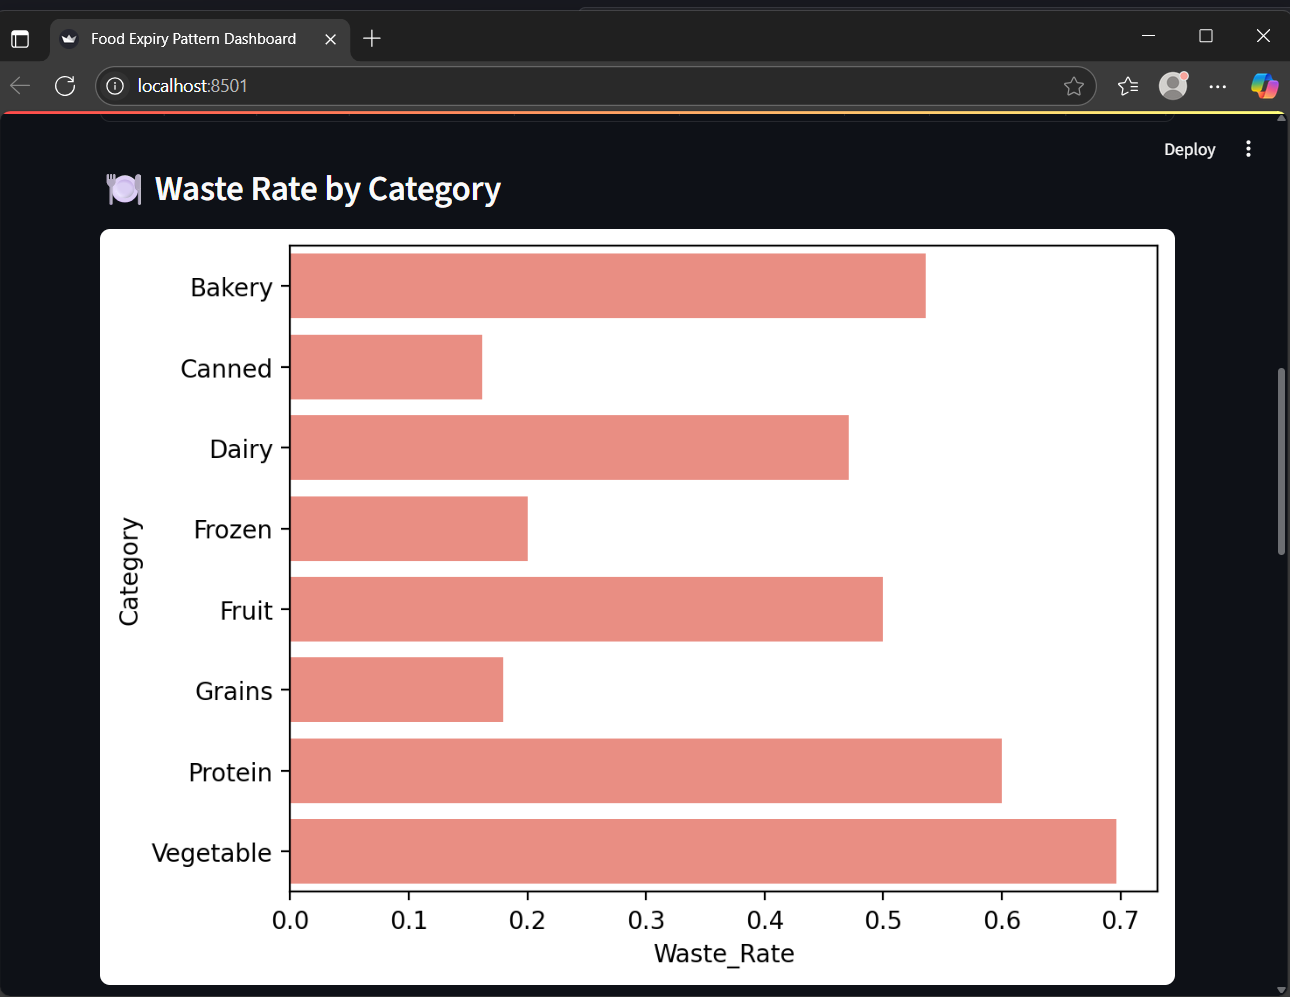 Food Expiry Pattern Dashboard
localhost:8501
Deploy
🍽️ Waste Rate by Category
Bakery
Canned
Dairy
Frozen
Fruit
Grains
Protein
Vegetable
Category
0.0 0.1 0.2 0.3 0.4 0.5 0.6 0.7
Waste_Rate